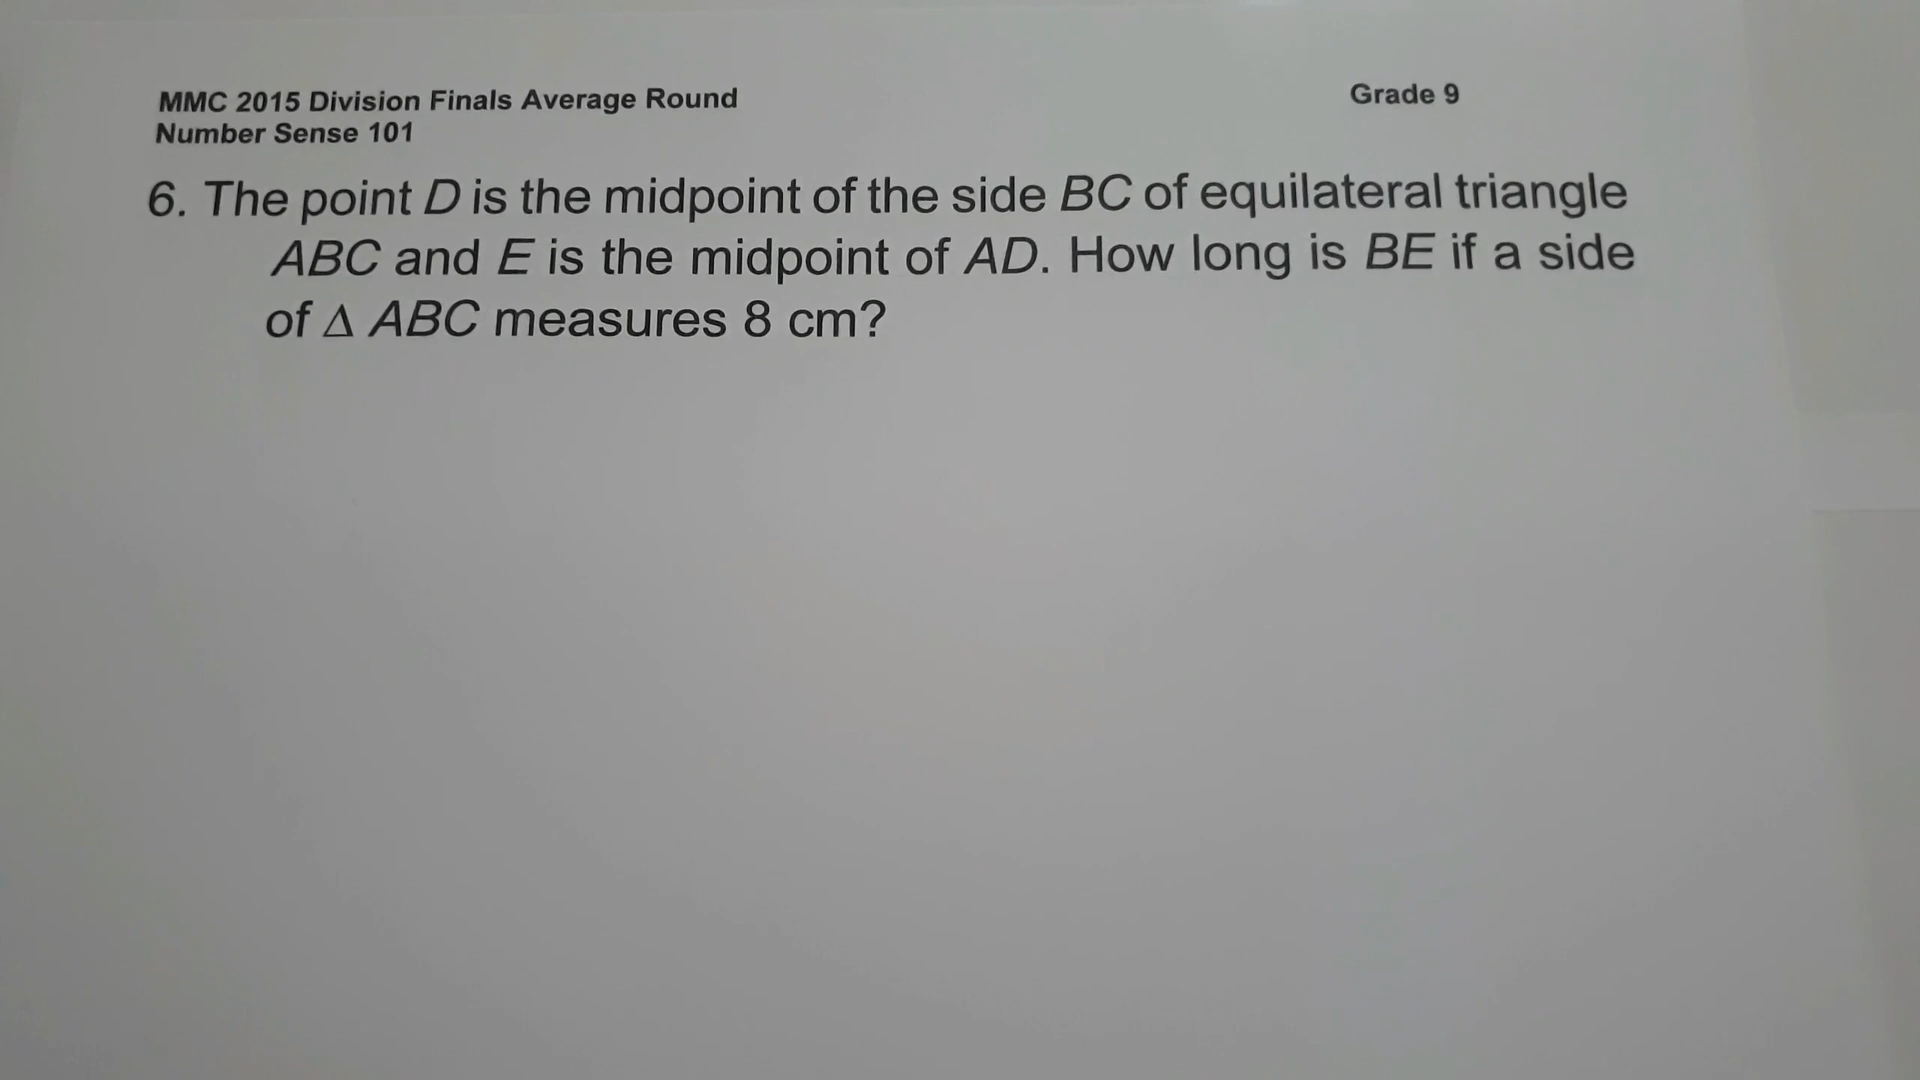 MMC 2015 Division Finals Average Round
Grade 9
Number Sense 101
6. The point D is the midpoint of the side BC of equilateral triangle
ABC and E is the midpoint of AD. How long is BE if a side
of Δ ABC measures 8 cm?